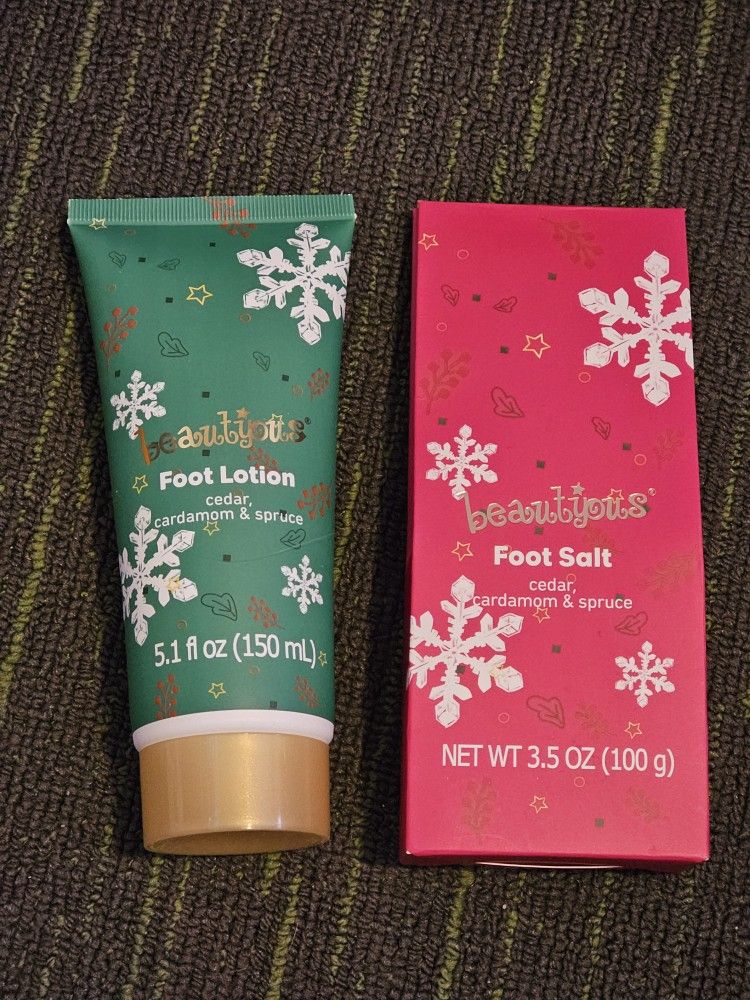 beautyous®
Foot Lotion
cedar,
cardamom & spruce
5.1 fl oz (150 mL)
beautyous®
Foot Salt
cedar,
cardamom & spruce
NET WT 3.5 OZ (100 g)